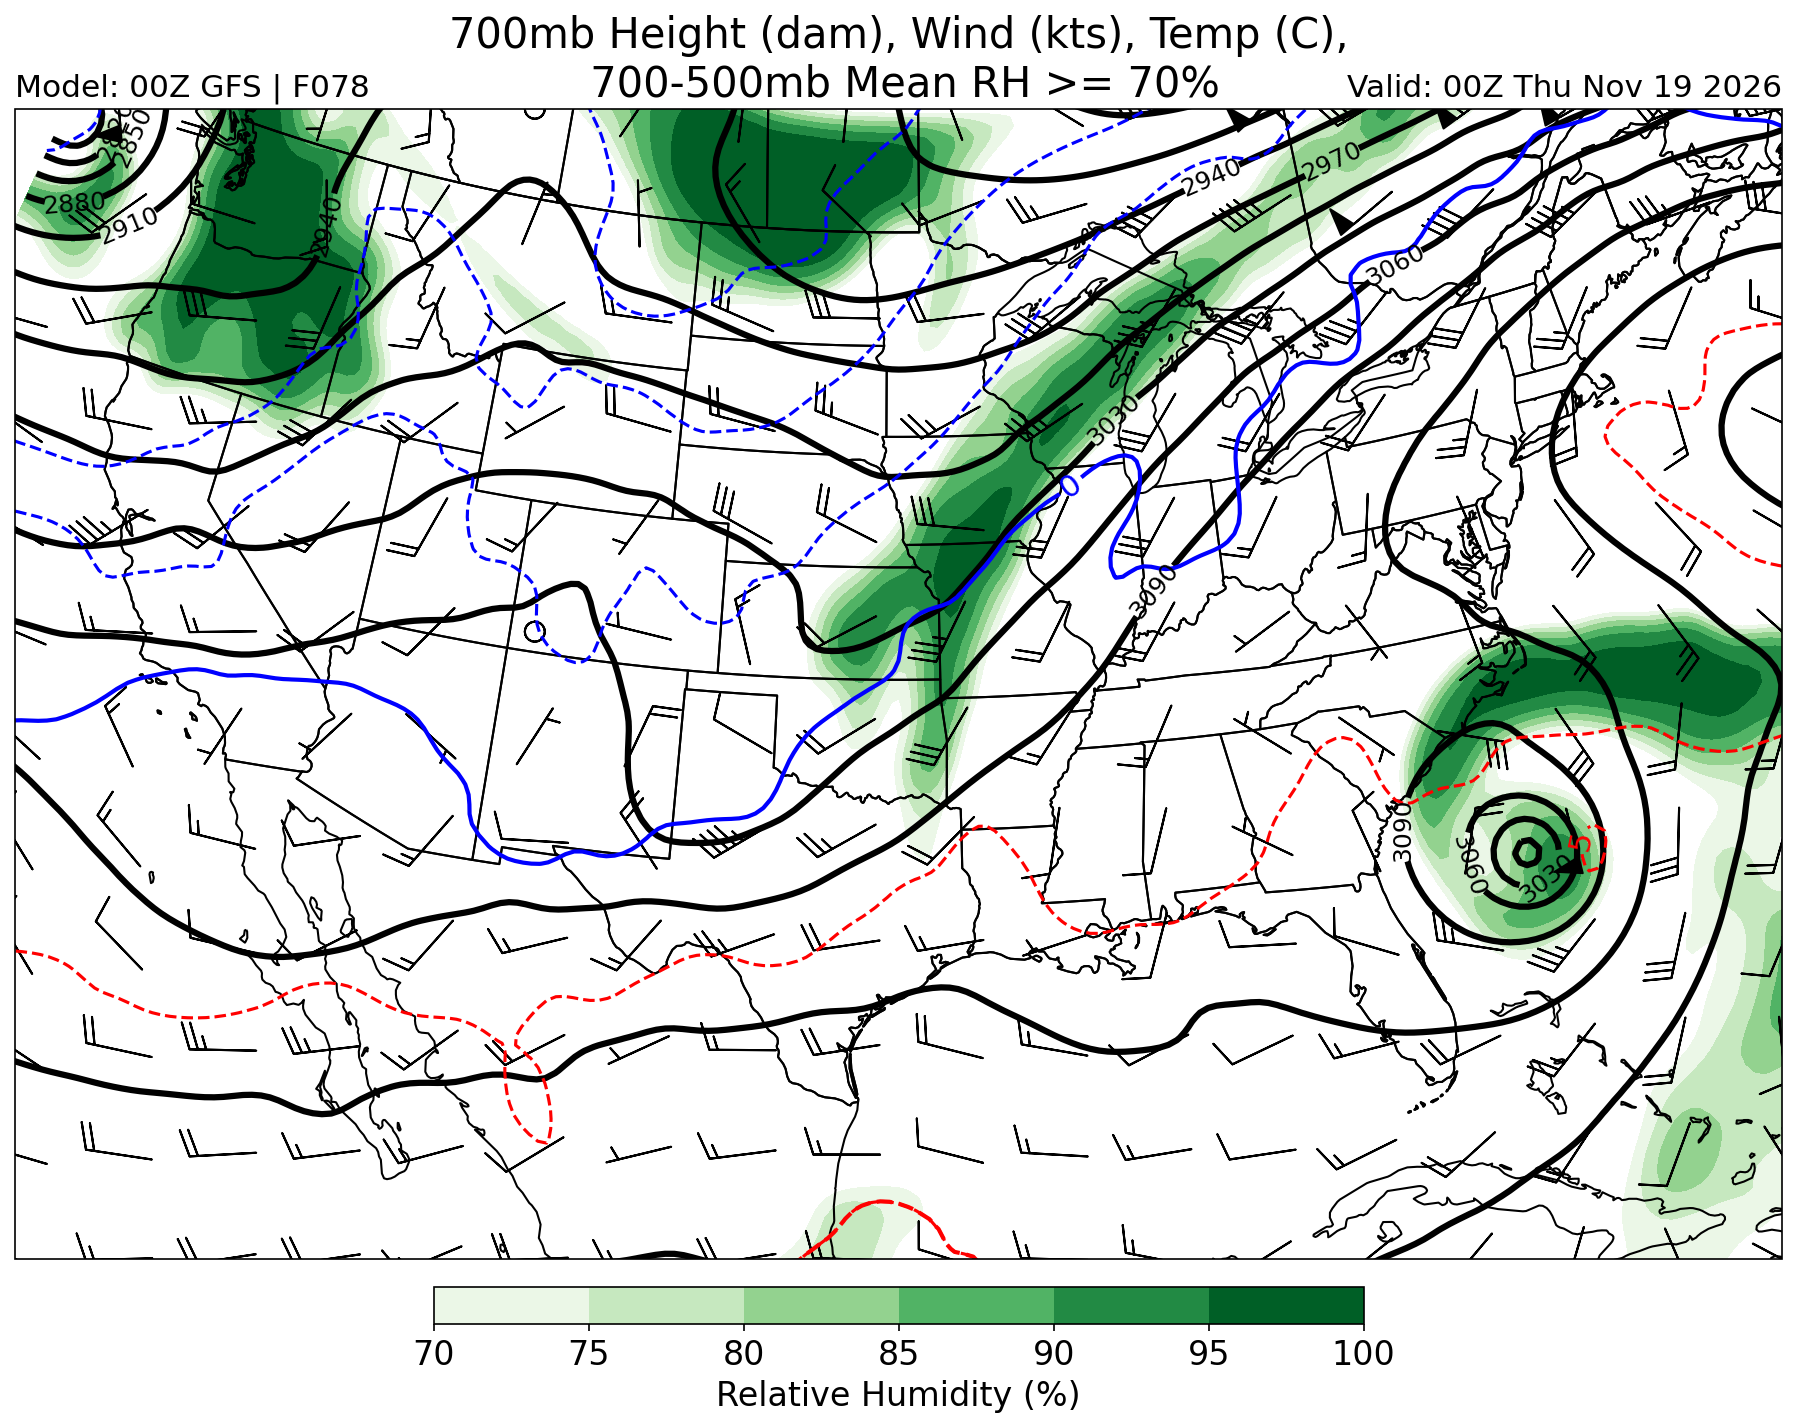 700mb Height (dam), Wind (kts), Temp (C),
700-500mb Mean RH >= 70%
Model: 00Z GFS | F078
Valid: 00Z Thu Nov 19 2026
2850
2880
2910
2940
2940
2970
3060
3030
0
3090
3090
3060
3030
5
70 75 80 85 90 95 100
Relative Humidity (%)